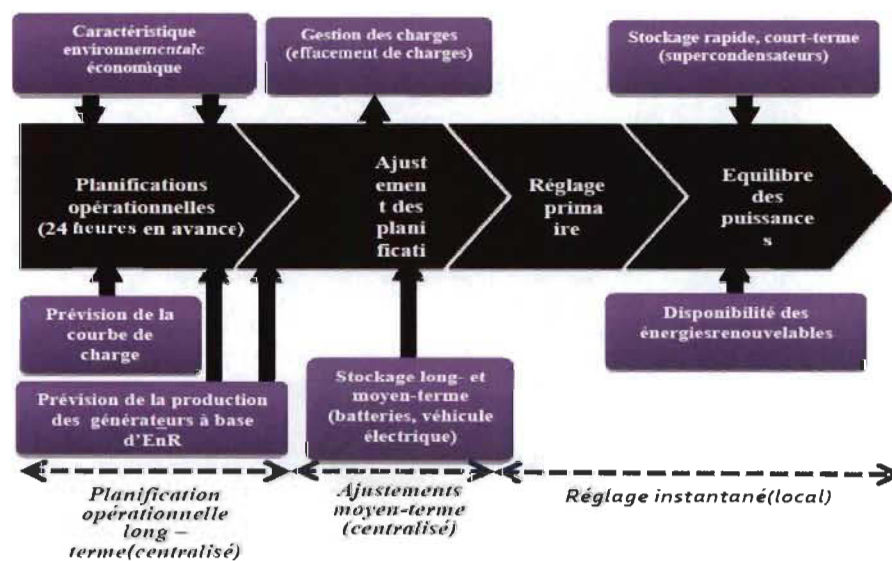 Caractéristique
environnementale
économique
Gestion des charges
(effacement de charges)
Stockage rapide, court-terme
(supercondensateurs)
Planifications
opérationnelles
(24 heures en avance)
Ajust
emen
t des
plani
ficati
Réglage
prima
ire
Equilibre
des
puissance
s
Prévision de la
courbe de
charge
Disponibilité des
énergiesrenouvelables
Prévision de la production
des générateurs à base
d'EnR
Stockage long- et
moyen-terme
(batteries, véhicule
électrique)
Planification
opérationnelle
long –
terme(centralisé)
Ajustements
moyen-terme
(centralisé)
Réglage instantané(local)